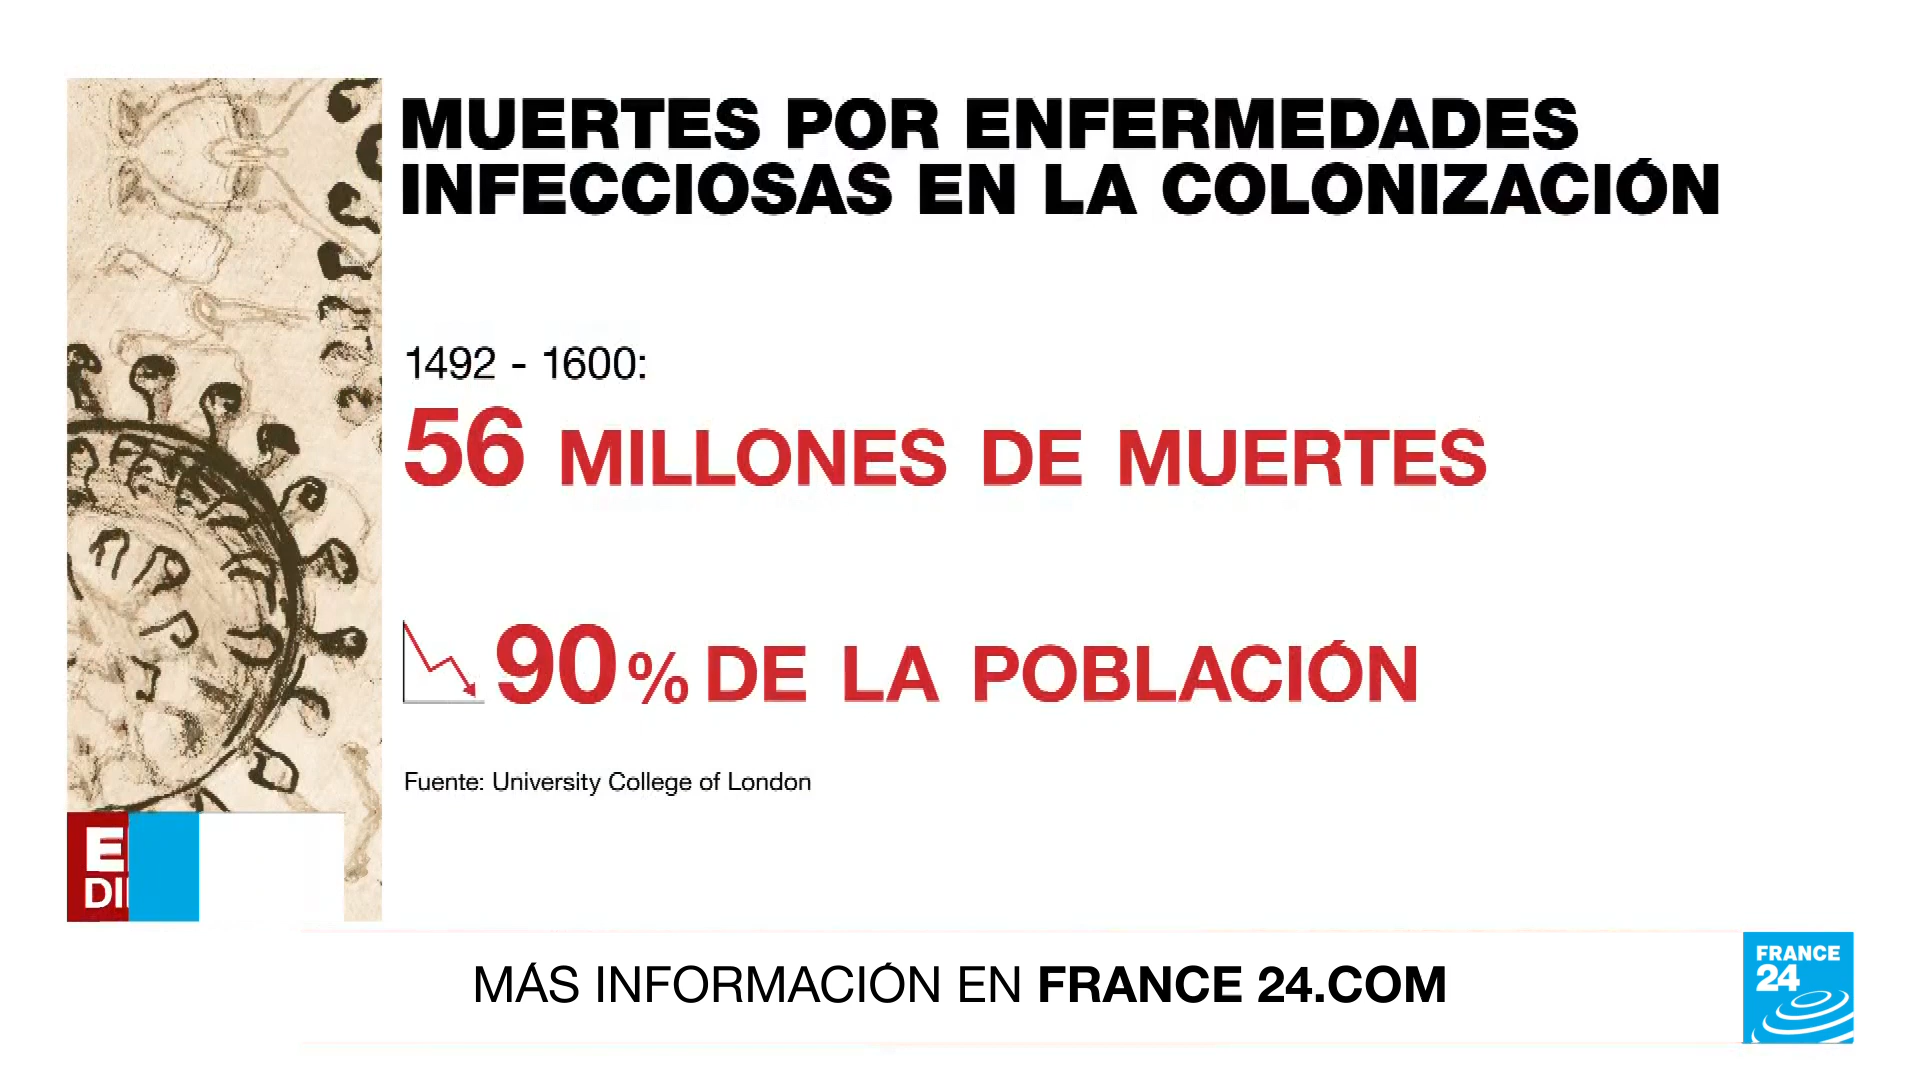 MUERTES POR ENFERMEDADES
INFECCIOSAS EN LA COLONIZACIÓN
1492 - 1600:
56 MILLONES DE MUERTES
90% DE LA POBLACIÓN
Fuente: University College of London
E
DI
MÁS INFORMACIÓN EN FRANCE 24.COM
FRANCE
24